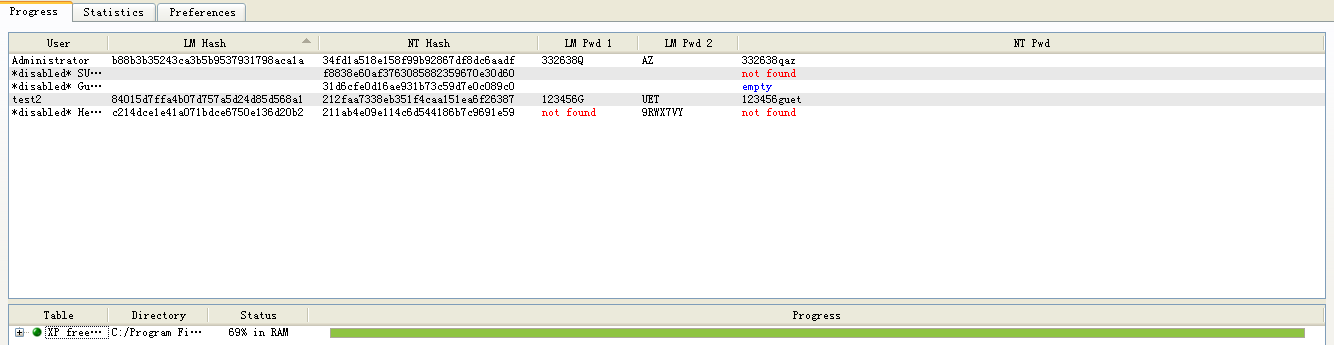 Progress Statistics Preferences
User LM Hash NT Hash LM Pwd 1 LM Pwd 2 NT Pwd
Administrator b88b3b35243ca3b5b9537931798aca1a 34fd1a518e158f99b92867df8dc6aadf 332638Q AZ 332638qaz
*disabled* SU… f8838e60af3763085882359670e30d60 not found
*disabled* Gu… 31d6cfe0d16ae931b73c59d7e0c089c0 empty
test2 84015d7ffa4b07d757a5d24d85d568a1 212faa7338eb351f4caa151ea6f26387 123456G UET 123456guet
*disabled* He… c214dce1e41a071bdce6750e136d20b2 211ab4e09e114c6d544186b7c9691e59 not found 9RWX7VY not found
Table Directory Status Progress
XP free… C:/Program Fi… 69% in RAM